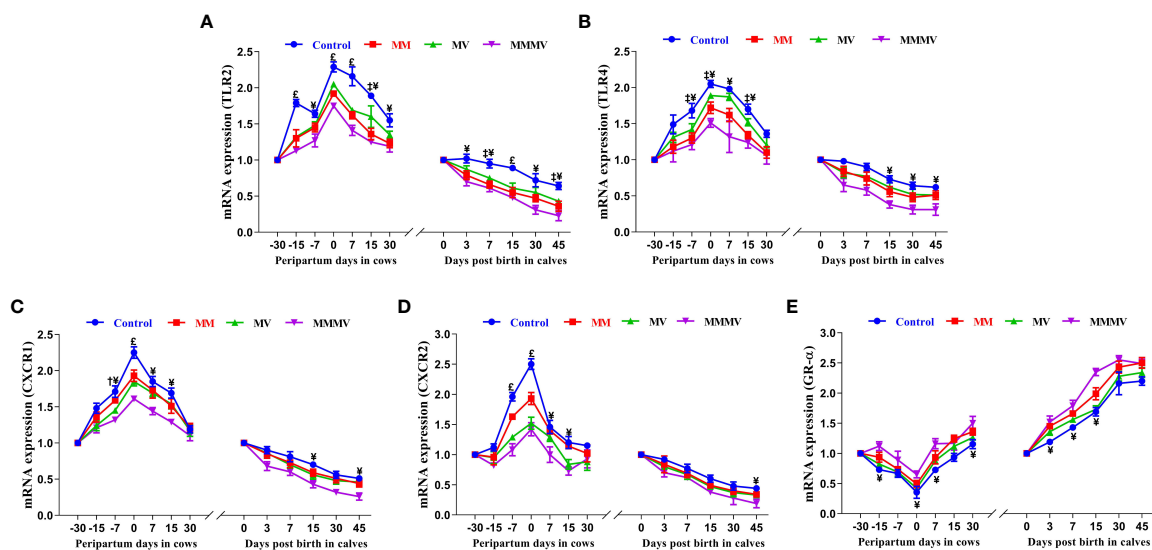 A
Control MM MV MMMV
mRNA expression (TLR2)
2.5
2.0
1.5
1.0
0.5
0.0
£ ¥ £ £ ‡¥ ¥
¥ ‡¥ £ ¥ ‡¥
-30 -15 -7 0 7 15 30 0 3 7 15 30 45
Peripartum days in cows Days post birth in calves
B
Control MM MV MMMV
mRNA expression (TLR4)
2.5
2.0
1.5
1.0
0.5
0.0
‡¥ ‡¥ ¥ ‡¥
¥ ¥ ¥
-30 -15 -7 0 7 15 30 0 3 7 15 30 45
Peripartum days in cows Days post birth in calves
C
Control MM MV MMMV
mRNA expression (CXCR1)
2.5
2.0
1.5
1.0
0.5
0.0
†¥ £ ¥ ¥
¥ ¥
-30 -15 -7 0 7 15 30 0 3 7 15 30 45
Peripartum days in cows Days post birth in calves
D
Control MM MV MMMV
mRNA expression (CXCR2)
3.0
2.5
2.0
1.5
1.0
0.5
0.0
£ £ ¥ ¥
¥
-30 -15 -7 0 7 15 30 0 3 7 15 30 45
Peripartum days in cows Days post birth in calves
E
Control MM MV MMMV
mRNA expression (GR-α)
3.0
2.5
2.0
1.5
1.0
0.5
0.0
¥ ¥ ¥ ¥
¥ ¥ ¥
-30 -15 -7 0 7 15 30 0 3 7 15 30 45
Peripartum days in cows Days post birth in calves